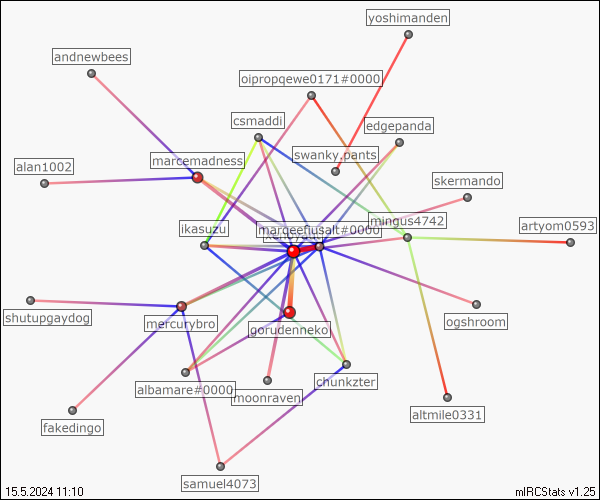 yoshimanden
andnewbees
oipropqewe0171#0000
csmaddi
edgepanda
marcemadness
swanky.pants
alan1002
skermando
mingus4742
artyom0593
ikasuzu
marqeefiusalt#0000
shutupgaydog
mercurybro
ogshroom
gorudenneko
chunkzter
albamare#0000
moonraven
altmile0331
fakedingo
samuel4073
15.5.2024 11:10
mIRCStats v1.25